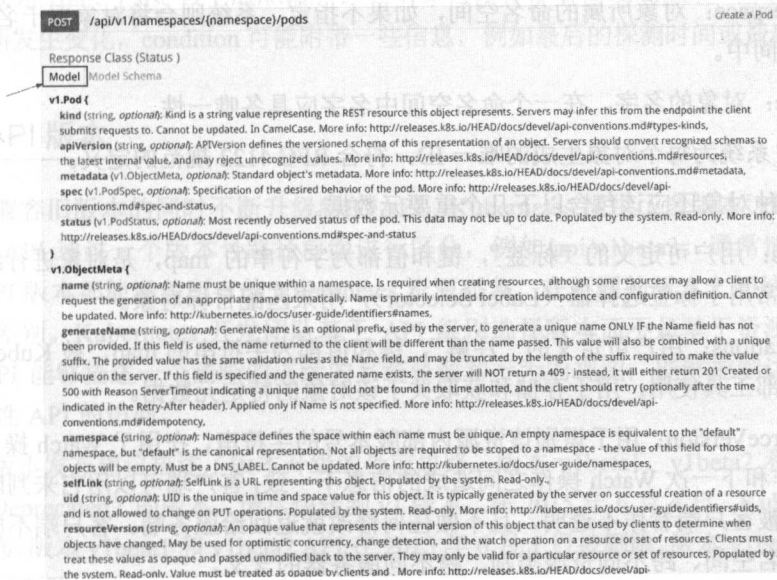 POST /api/v1/namespaces/{namespace}/pods create a Pod
Response Class (Status )
Model Model Schema
v1.Pod {
kind (string, optional): Kind is a string value representing the REST resource this object represents. Servers may infer this from the endpoint the client
submits requests to. Cannot be updated. In CamelCase. More info: http://releases.k8s.io/HEAD/docs/devel/api-conventions.md#types-kinds,
apiVersion (string, optional): APIVersion defines the versioned schema of this representation of an object. Servers should convert recognized schemas to
the latest internal value, and may reject unrecognized values. More info: http://releases.k8s.io/HEAD/docs/devel/api-conventions.md#resources,
metadata (v1.ObjectMeta, optional): Standard object's metadata. More info: http://releases.k8s.io/HEAD/docs/devel/api-conventions.md#metadata,
spec (v1.PodSpec, optional): Specification of the desired behavior of the pod. More info: http://releases.k8s.io/HEAD/docs/devel/api-
conventions.md#spec-and-status,
status (v1.PodStatus, optional): Most recently observed status of the pod. This data may not be up to date. Populated by the system. Read-only. More info:
http://releases.k8s.io/HEAD/docs/devel/api-conventions.md#spec-and-status
}
v1.ObjectMeta {
name (string, optional): Name must be unique within a namespace. Is required when creating resources, although some resources may allow a client to
request the generation of an appropriate name automatically. Name is primarily intended for creation idempotence and configuration definition. Cannot
be updated. More info: http://kubernetes.io/docs/user-guide/identifiers#names,
generateName (string, optional): GenerateName is an optional prefix, used by the server, to generate a unique name ONLY IF the Name field has not
been provided. If this field is used, the name returned to the client will be different than the name passed. This value will also be combined with a unique
suffix. The provided value has the same validation rules as the Name field, and may be truncated by the length of the suffix required to make the value
unique on the server. If this field is specified and the generated name exists, the server will NOT return a 409 - instead, it will either return 201 Created or
500 with Reason ServerTimeout indicating a unique name could not be found in the time allotted, and the client should retry (optionally after the time
indicated in the Retry-After header). Applied only if Name is not specified. More info: http://releases.k8s.io/HEAD/docs/devel/api-
conventions.md#idempotency,
namespace (string, optional): Namespace defines the space within each name must be unique. An empty namespace is equivalent to the "default"
namespace, but "default" is the canonical representation. Not all objects are required to be scoped to a namespace - the value of this field for those
objects will be empty. Must be a DNS_LABEL. Cannot be updated. More info: http://kubernetes.io/docs/user-guide/namespaces,
selfLink (string, optional): SelfLink is a URL representing this object. Populated by the system. Read-only.,
uid (string, optional): UID is the unique in time and space value for this object. It is typically generated by the server on successful creation of a resource
and is not allowed to change on PUT operations. Populated by the system. Read-only. More info: http://kubernetes.io/docs/user-guide/identifiers#uids,
resourceVersion (string, optional): An opaque value that represents the internal version of this object that can be used by clients to determine when
objects have changed. May be used for optimistic concurrency, change detection, and the watch operation on a resource or set of resources. Clients must
treat these values as opaque and passed unmodified back to the server. They may only be valid for a particular resource or set of resources. Populated by
the system. Read-only. Value must be treated as opaque by clients and . More info: http://releases.k8s.io/HEAD/docs/devel/api-